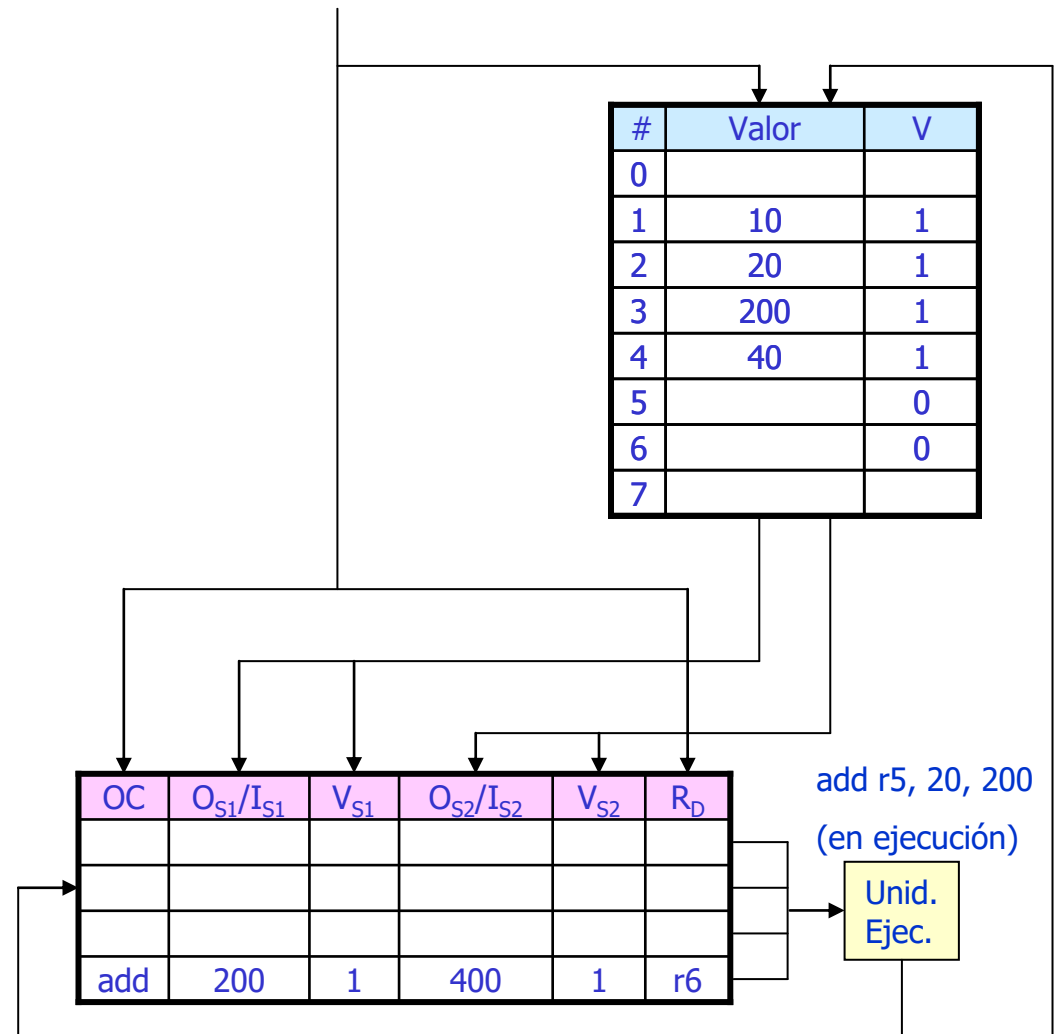 # Valor V
0
1 10 1
2 20 1
3 200 1
4 40 1
5 0
6 0
7
add r5, 20, 200
(en ejecución)
Unid.
Ejec.
OC OS1/IS1 VS1 OS2/IS2 VS2 RD
add 200 1 400 1 r6